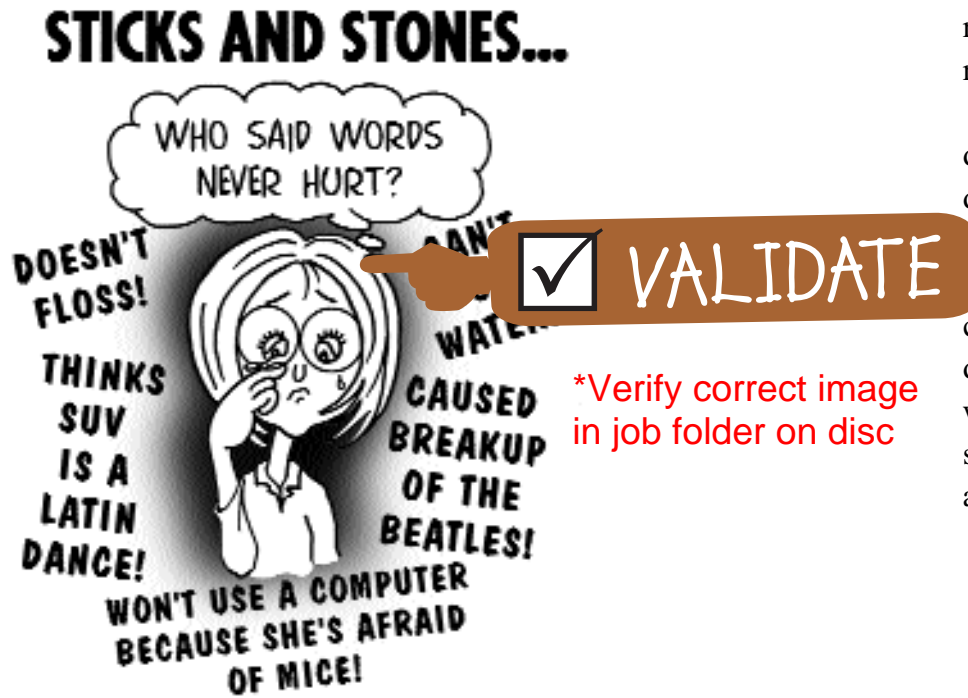 STICKS AND STONES...
WHO SAID WORDS
NEVER HURT?
DOESN'T
FLOSS!
THINKS
SUV
IS A
LATIN
DANCE!
WATER
CAUSED
BREAKUP
OF THE
BEATLES!
WON'T USE A COMPUTER
BECAUSE SHE'S AFRAID
OF MICE!
VALIDATE
*Verify correct image
in job folder on disc